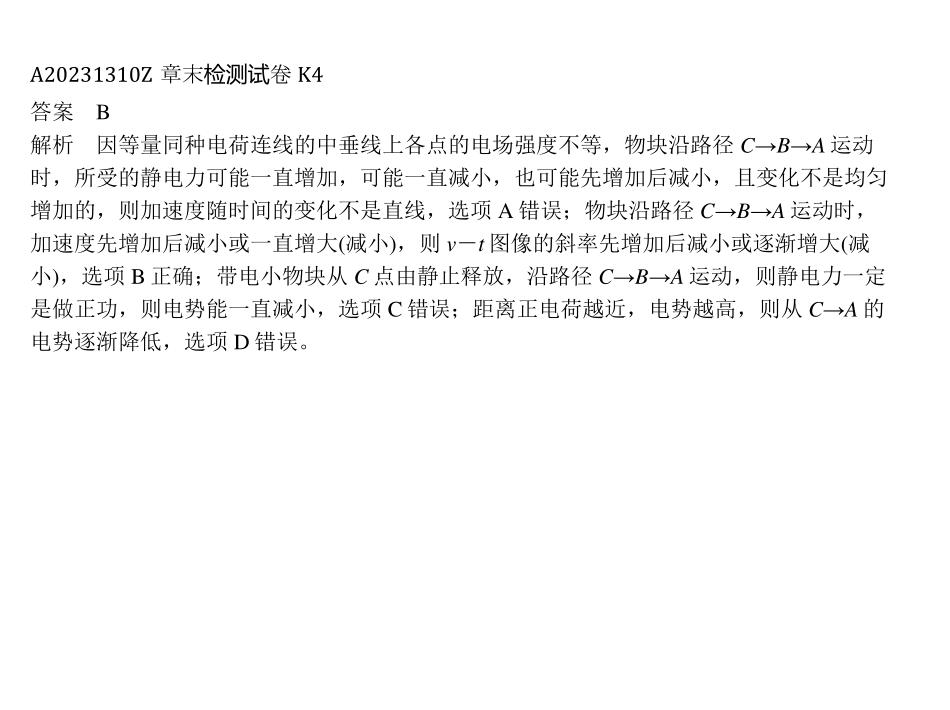 A20231310Z 章末检测试卷 K4
答案　B
解析　因等量同种电荷连线的中垂线上各点的电场强度不等，物块沿路径 C→B→A 运动
时，所受的静电力可能一直增加，可能一直减小，也可能先增加后减小，且变化不是均匀
增加的，则加速度随时间的变化不是直线，选项 A 错误；物块沿路径 C→B→A 运动时，
加速度先增加后减小或一直增大(减小)，则 v－t 图像的斜率先增加后减小或逐渐增大(减
小)，选项 B 正确；带电小物块从 C 点由静止释放，沿路径 C→B→A 运动，则静电力一定
是做正功，则电势能一直减小，选项 C 错误；距离正电荷越近，电势越高，则从 C→A 的
电势逐渐降低，选项 D 错误。